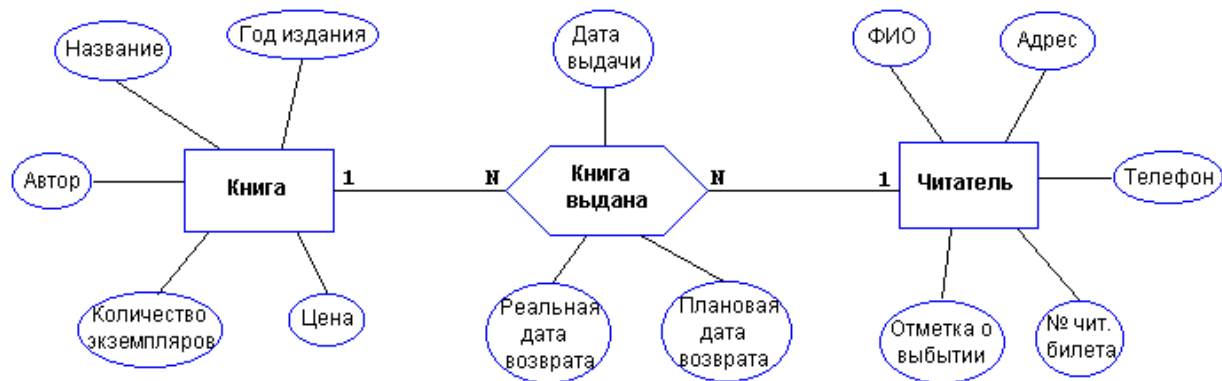 Название
Год издания
Дата
выдачи
ФИО
Адрес
Автор
Книга
1
N
Книга
выдана
N
1
Читатель
Телефон
Количество
экземпляров
Цена
Реальная
дата
возврата
Плановая
дата
возврата
Отметка о
выбытии
№ чит.
билета